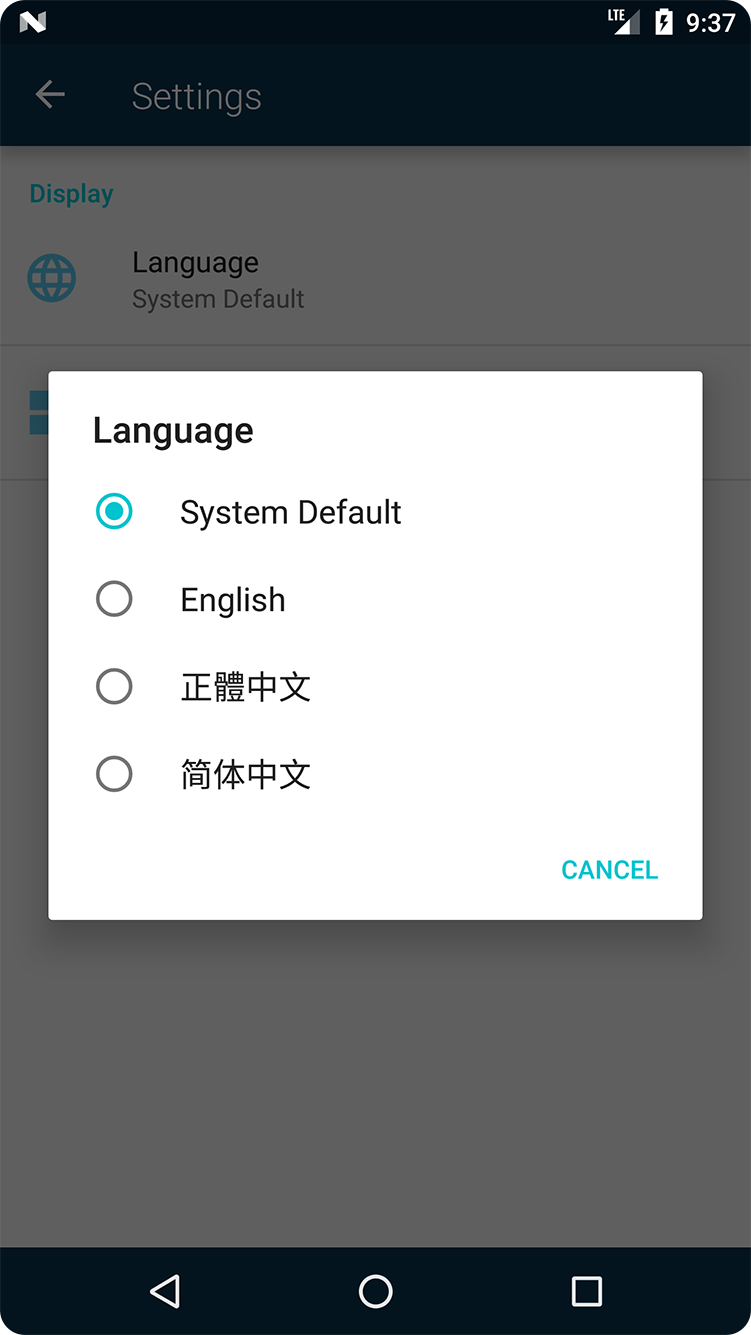 LTE 9:37
Settings
Display
Language
System Default
Language
System Default
English
正體中文
简体中文
CANCEL